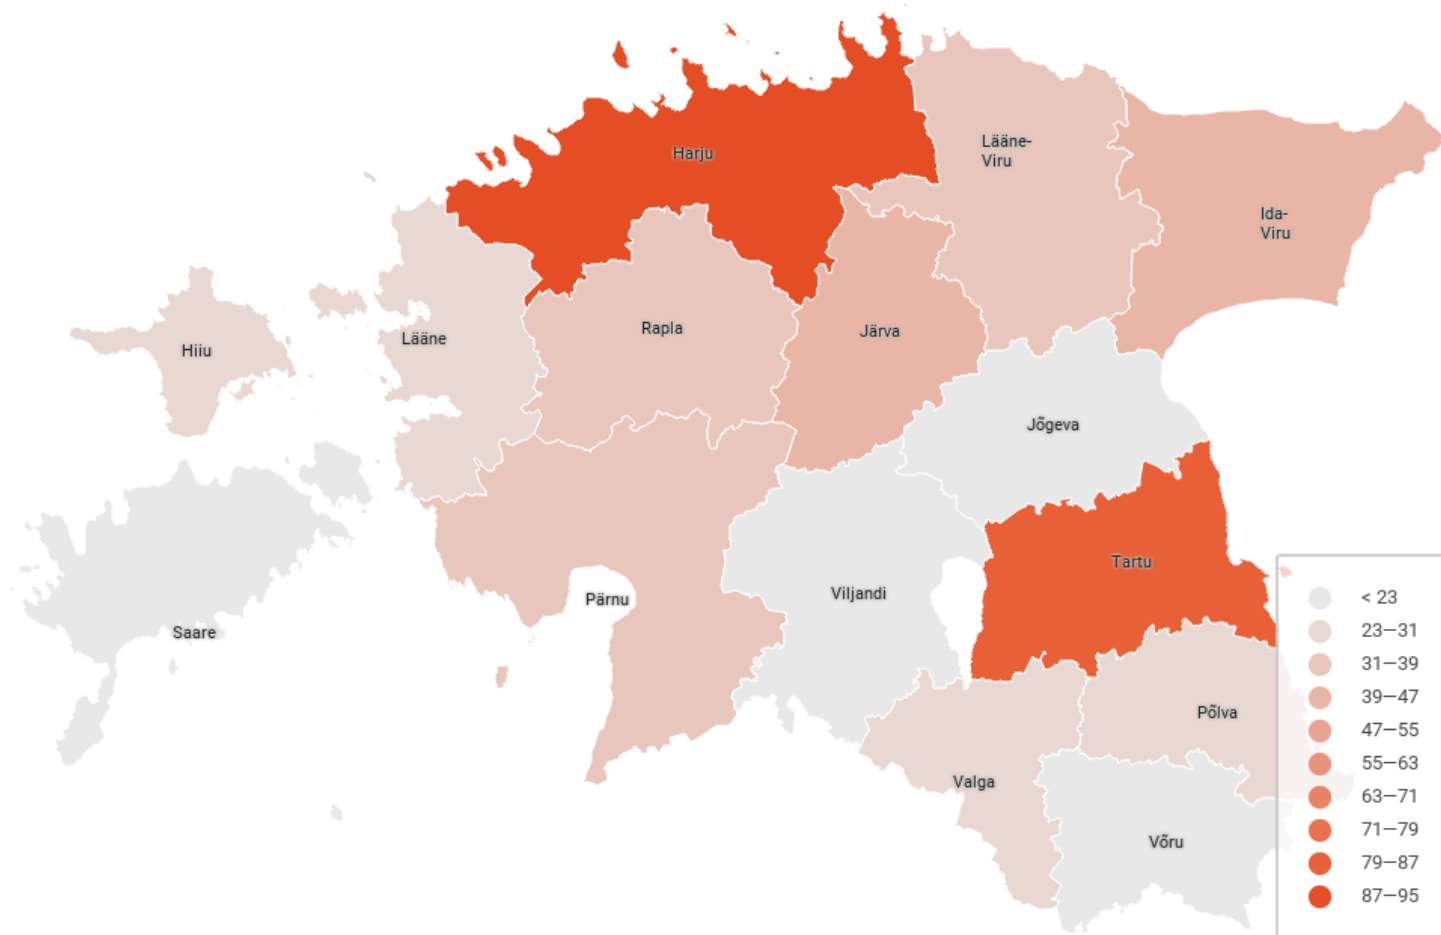 Harju
Lääne-
Viru
Ida-
Viru
Rapla
Järva
Lääne
Hiiu
Jõgeva
Tartu
Viljandi
Pärnu
Saare
Põlva
Valga
Võru
< 23
23—31
31—39
39—47
47—55
55—63
63—71
71—79
79—87
87—95